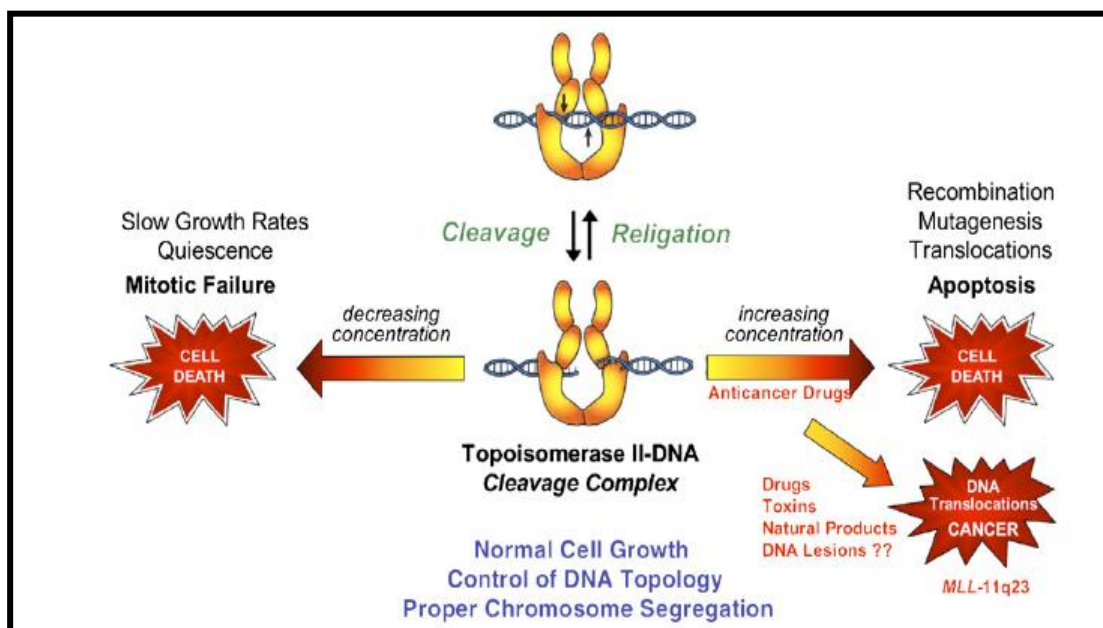 Cleavage
Religation
Slow Growth Rates
Quiescence
Mitotic Failure
CELL
DEATH
decreasing
concentration
increasing
concentration
Anticancer Drugs
Recombination
Mutagenesis
Translocations
Apoptosis
CELL
DEATH
Topoisomerase II-DNA
Cleavage Complex
Drugs
Toxins
Natural Products
DNA Lesions ??
DNA
Translocations
CANCER
MLL-11q23
Normal Cell Growth
Control of DNA Topology
Proper Chromosome Segregation